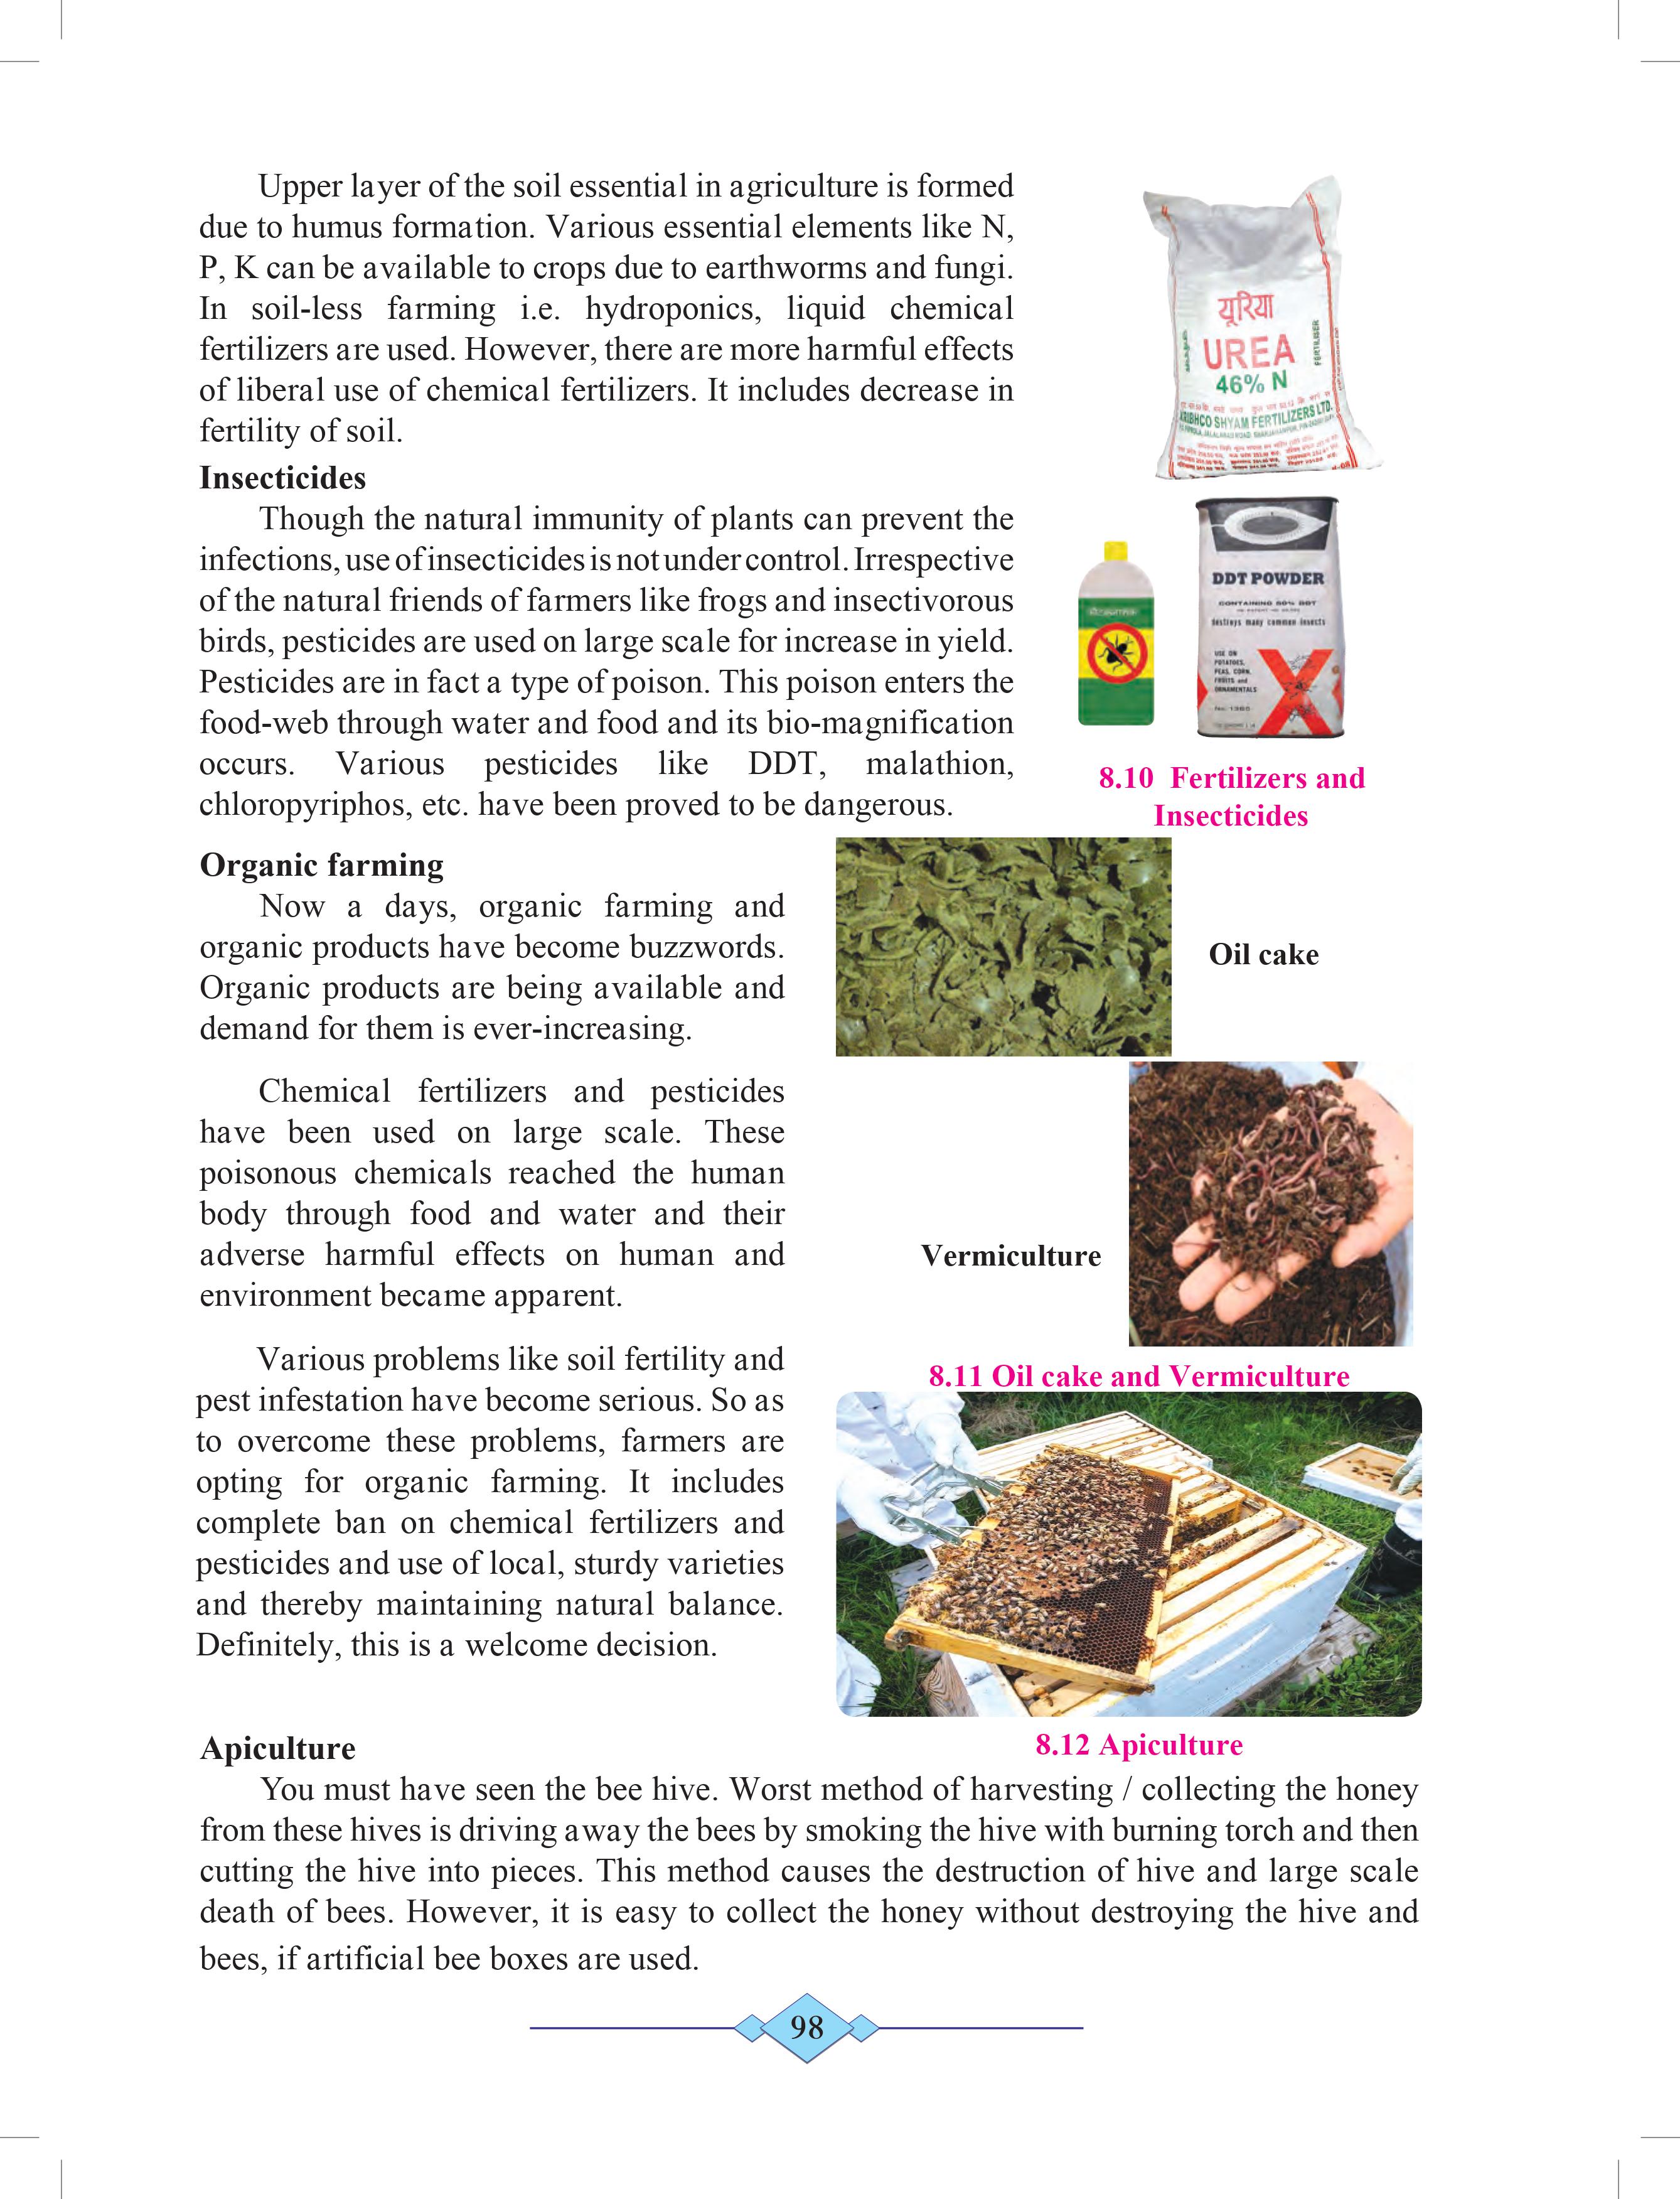 Upper layer of the soil essential in agriculture is formed
due to humus formation. Various essential elements like N,
P, K can be available to crops due to earthworms and fungi.
In soil-less farming i.e. hydroponics, liquid chemical
fertilizers are used. However, there are more harmful effects
of liberal use of chemical fertilizers. It includes decrease in
fertility of soil.
Insecticides
Though the natural immunity of plants can prevent the
infections, use of insecticides is not under control. Irrespective
of the natural friends of farmers like frogs and insectivorous
birds, pesticides are used on large scale for increase in yield.
Pesticides are in fact a type of poison. This poison enters the
food-web through water and food and its bio-magnification
occurs. Various pesticides like DDT, malathion,
chloropyriphos, etc. have been proved to be dangerous.
यूरिया
UREA
46% N
FERTILISER
KRIBHCO SHYAM FERTILIZERS LTD.
DDT POWDER
CONTAINING 50% DDT
Destroys many common insects
USE ON
POTATOES,
PEAS, CORN,
FRUITS and
ORNAMENTALS
8.10 Fertilizers and
Insecticides
Organic farming
Now a days, organic farming and
organic products have become buzzwords.
Organic products are being available and
demand for them is ever-increasing.
Chemical fertilizers and pesticides
have been used on large scale. These
poisonous chemicals reached the human
body through food and water and their
adverse harmful effects on human and
environment became apparent.
Various problems like soil fertility and
pest infestation have become serious. So as
to overcome these problems, farmers are
opting for organic farming. It includes
complete ban on chemical fertilizers and
pesticides and use of local, sturdy varieties
and thereby maintaining natural balance.
Definitely, this is a welcome decision.
Oil cake
Vermiculture
8.11 Oil cake and Vermiculture
8.12 Apiculture
Apiculture
You must have seen the bee hive. Worst method of harvesting / collecting the honey
from these hives is driving away the bees by smoking the hive with burning torch and then
cutting the hive into pieces. This method causes the destruction of hive and large scale
death of bees. However, it is easy to collect the honey without destroying the hive and
bees, if artificial bee boxes are used.
98